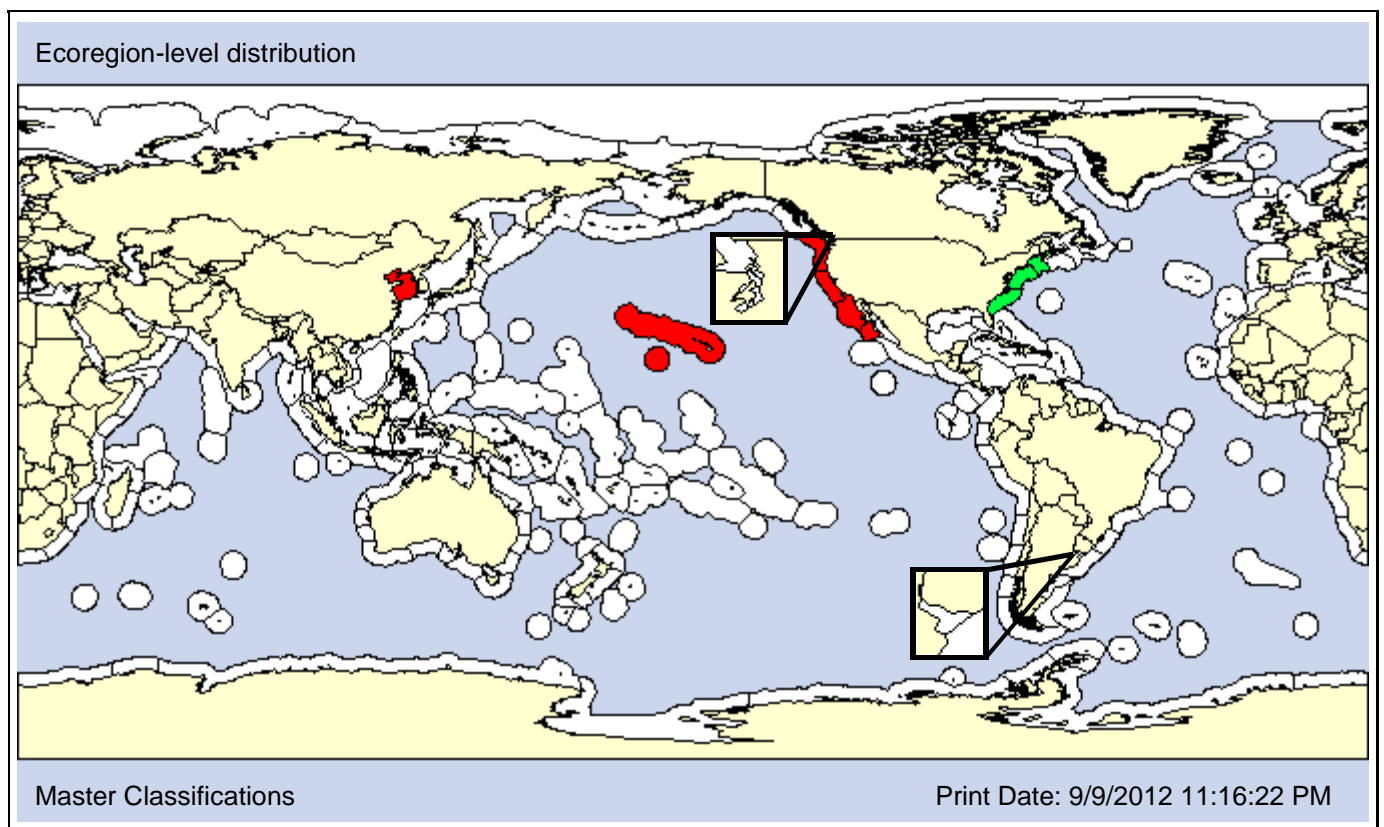 Ecoregion-level distribution
Master Classifications
Print Date: 9/9/2012 11:16:22 PM